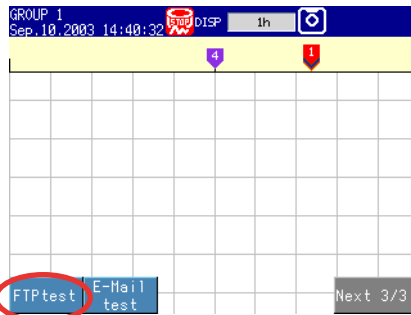 GROUP 1
Sep.10.2003 14:40:32 STOP DISP 1h
4 1
FTPtest E-Mail test Next 3/3